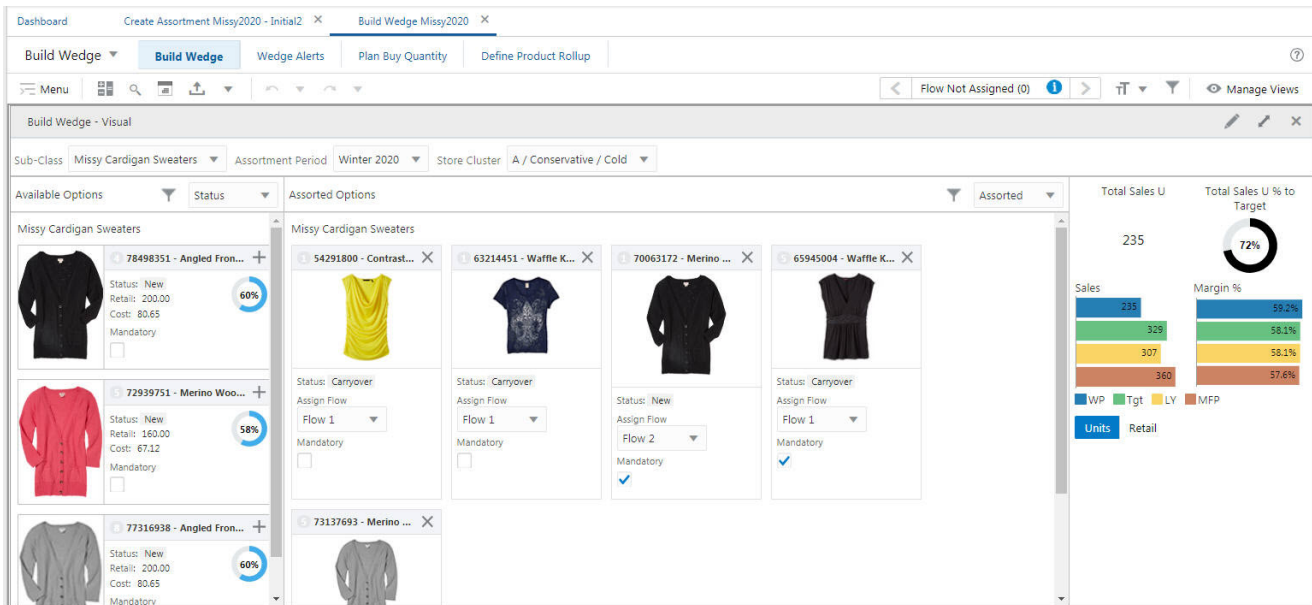 Dashboard Create Assortment Missy2020 - Initial2 Build Wedge Missy2020
Build Wedge Build Wedge Wedge Alerts Plan Buy Quantity Define Product Rollup
Menu Flow Not Assigned (0) Manage Views
Build Wedge - Visual
Sub-Class Missy Cardigan Sweaters Assortment Period Winter 2020 Store Cluster A / Conservative / Cold
Available Options Status
Missy Cardigan Sweaters
78498351 - Angled Fron...
Status: New
Retail: 200.00
Cost: 80.65
60%
Mandatory
72939751 - Merino Woo...
Status: New
Retail: 160.00
Cost: 67.12
58%
Mandatory
77316938 - Angled Fron...
Status: New
Retail: 200.00
Cost: 80.65
60%
Mandatory
Assorted Options Assorted
Missy Cardigan Sweaters
54291800 - Contrast...
Status: Carryover
Assign Flow
Flow 1
Mandatory
63214451 - Waffle K...
Status: Carryover
Assign Flow
Flow 1
Mandatory
70063172 - Merino ...
Status: New
Assign Flow
Flow 2
Mandatory
65945004 - Waffle K...
Status: Carryover
Assign Flow
Flow 1
Mandatory
73137693 - Merino ...
Total Sales U
235
Total Sales U % to
Target
72%
Sales
235
329
307
360
Margin %
59.2%
58.1%
58.1%
57.6%
WP Tgt LY MFP
Units Retail